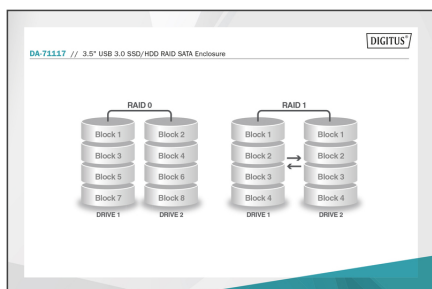 DIGITUS®
DA-71117 // 3.5" USB 3.0 SSD/HDD RAID SATA Enclosure
RAID 0
Block 1 Block 2
Block 3 Block 4
Block 5 Block 6
Block 7 Block 8
DRIVE 1 DRIVE 2
RAID 1
Block 1 Block 1
Block 2 Block 2
Block 3 Block 3
Block 4 Block 4
DRIVE 1 DRIVE 2